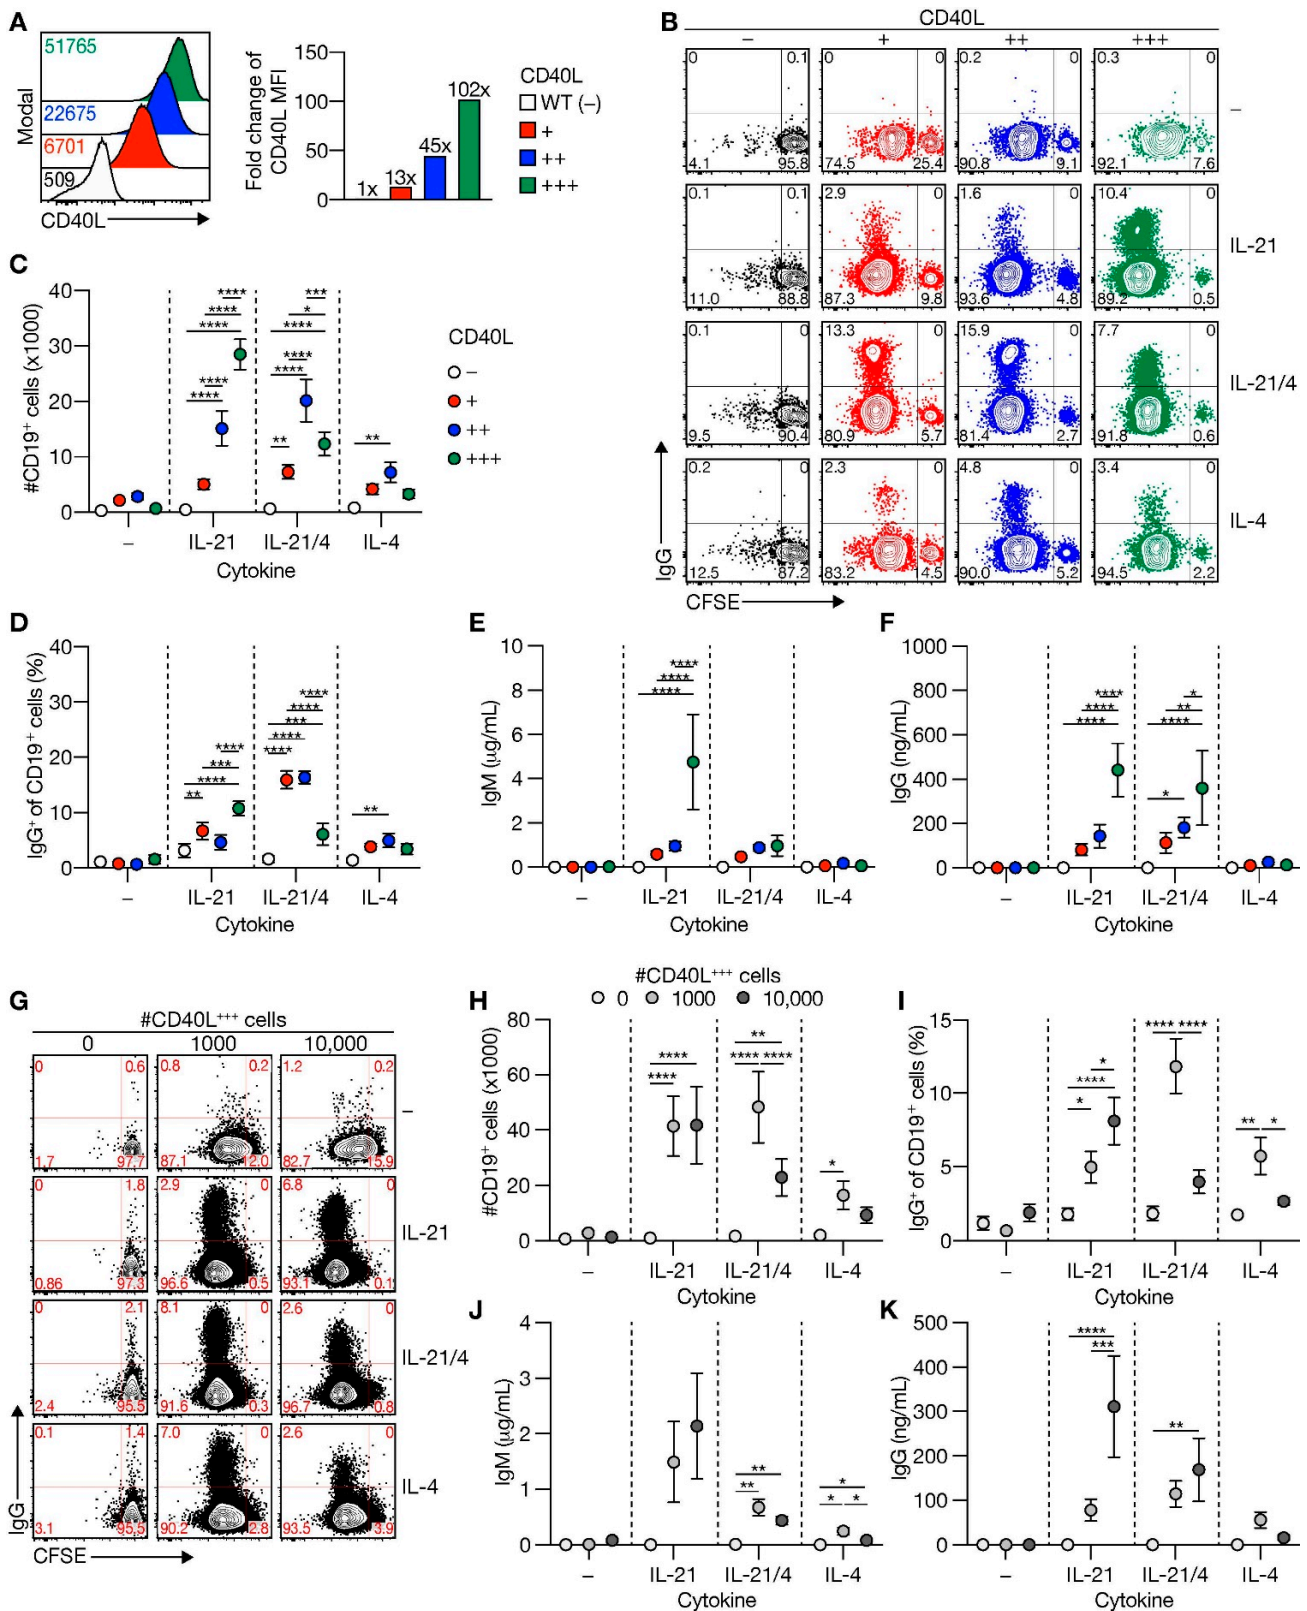 A
51765
22675
6701
509
Modal
CD40L
Fold change of
CD40L MFI
150
100
50
0
1x
13x
45x
102x
CD40L
WT (–)
+
++
+++
B
CD40L
– + ++ +++
0 0.1 0 0 0.2 0 0.3 0
–
4.1 95.8 74.5 25.4 90.8 9.1 92.1 7.6
0.1 0.1 2.9 0 1.6 0 10.4 0
IL-21
11.0 88.8 87.3 9.8 93.6 4.8 89.2 0.5
0.1 0 13.3 0 15.9 0 7.7 0
IL-21/4
9.5 90.4 80.9 5.7 81.4 2.7 91.8 0.6
0.2 0 2.3 0 4.8 0 3.4 0
IL-4
12.5 87.2 83.2 14.5 90.0 5.2 94.5 2.2
IgG
CFSE
C
#CD19+ cells (x1000)
40
30
20
10
0
**** **** ****
**** ****
*** * ****
**** ****
**
**
– IL-21 IL-21/4 IL-4
Cytokine
CD40L
–
+
++
+++
D
IgG+ of CD19+ cells (%)
40
30
20
10
0
**** *** **** **
**** **** *** **** ****
**
– IL-21 IL-21/4 IL-4
Cytokine
E
IgM (μg/mL)
10
8
6
4
2
0
**** **** ****
– IL-21 IL-21/4 IL-4
Cytokine
F
IgG (ng/mL)
1000
800
600
400
200
0
**** **** ****
* ** ****
*
– IL-21 IL-21/4 IL-4
Cytokine
G
#CD40L+++ cells
0 1000 10,000
0 0.6 0.8 0.2 1.2 0.2
–
1.7 97.7 87.1 12.0 82.7 15.9
0 1.8 2.9 0 6.8 0
IL-21
0.86 97.3 96.6 0.5 93.1 0.1
0 2.1 8.1 0 2.6 0
IL-21/4
2.4 95.5 91.6 0.3 96.7 0.8
0.1 1.4 7.0 0 2.6 0
IL-4
3.1 95.5 90.2 2.8 93.5 3.9
IgG
CFSE
#CD40L+++ cells
0 1000 10,000
H
#CD19+ cells (x1000)
80
60
40
20
0
**** ****
** **** ****
*
– IL-21 IL-21/4 IL-4
Cytokine
I
IgG+ of CD19+ cells (%)
15
10
5
0
* **** *
**** ****
** *
– IL-21 IL-21/4 IL-4
Cytokine
J
IgM (μg/mL)
4
3
2
1
0
** **
* * *
– IL-21 IL-21/4 IL-4
Cytokine
K
IgG (ng/mL)
500
400
300
200
100
0
**** ***
**
– IL-21 IL-21/4 IL-4
Cytokine